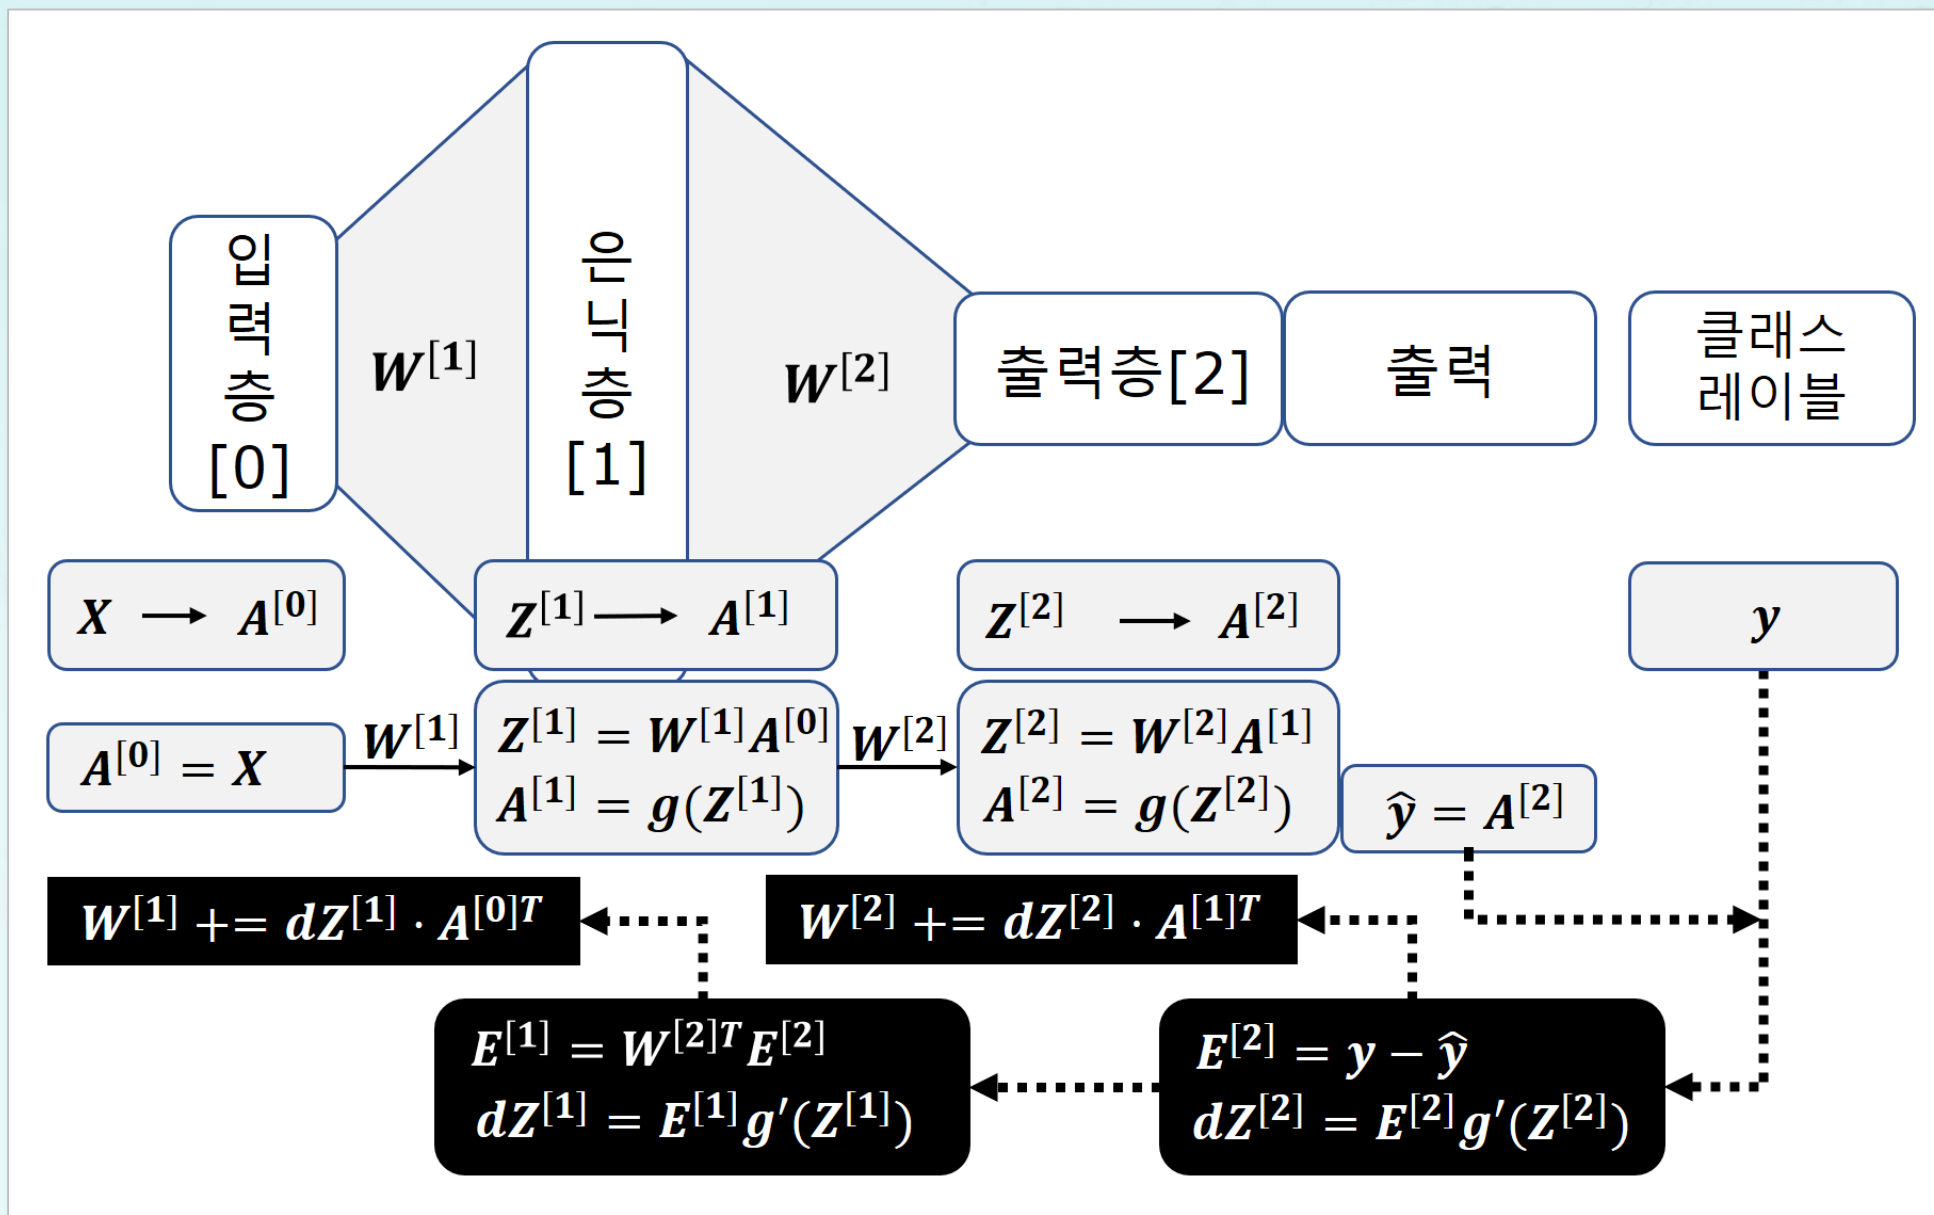 입
력
층
[0]
W^[1]
은
닉
층
[1]
W^[2]
출력층[2]
출력
클래스
레이블
X → A^[0]
Z^[1] → A^[1]
Z^[2] → A^[2]
y
A^[0] = X
W^[1]
Z^[1] = W^[1]A^[0]
A^[1] = g(Z^[1])
W^[2]
Z^[2] = W^[2]A^[1]
A^[2] = g(Z^[2])
ŷ = A^[2]
W^[1] += dZ^[1] · A^[0]T
W^[2] += dZ^[2] · A^[1]T
E^[1] = W^[2]T E^[2]
dZ^[1] = E^[1]g′(Z^[1])
E^[2] = y − ŷ
dZ^[2] = E^[2]g′(Z^[2])